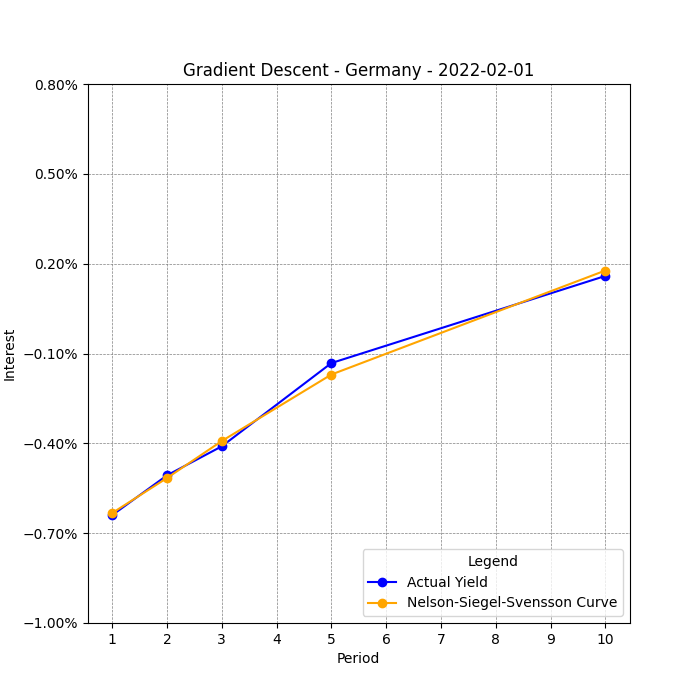 Gradient Descent - Germany - 2022-02-01
0.80%
0.50%
0.20%
−0.10%
−0.40%
−0.70%
−1.00%
Interest
1 2 3 4 5 6 7 8 9 10
Period
Legend
Actual Yield
Nelson-Siegel-Svensson Curve